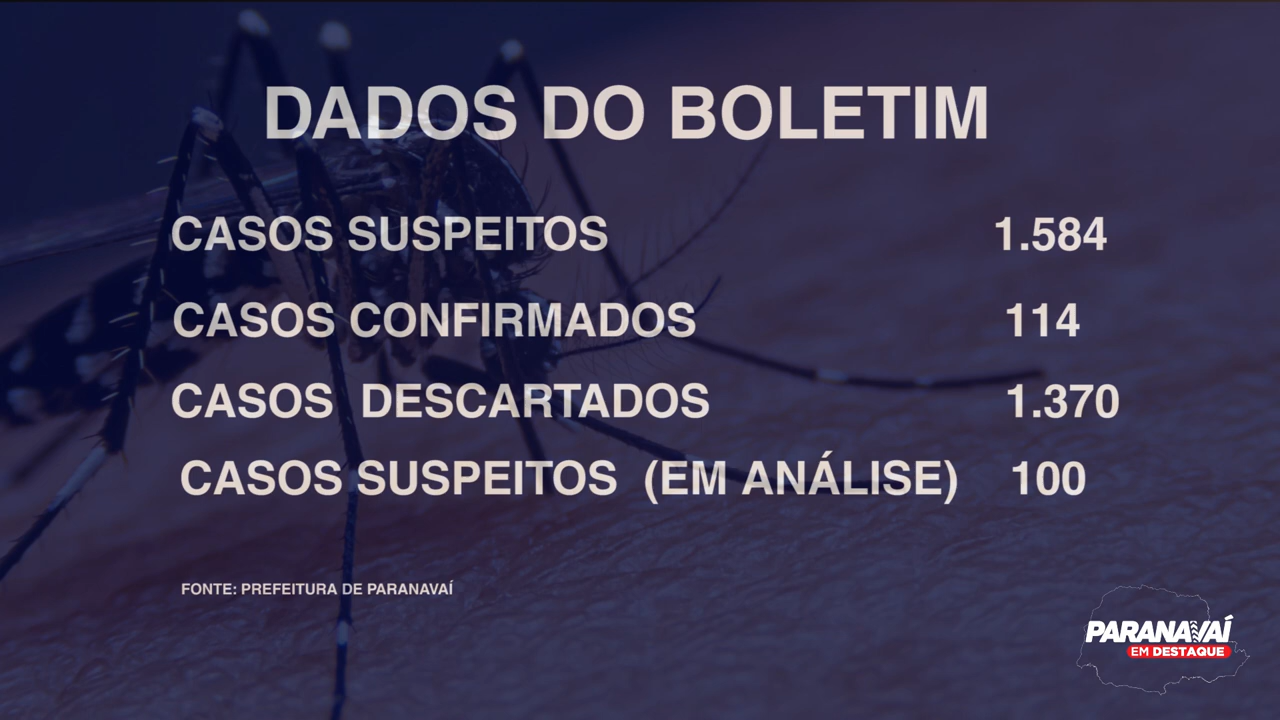 DADOS DO BOLETIM
CASOS SUSPEITOS 1.584
CASOS CONFIRMADOS 114
CASOS DESCARTADOS 1.370
CASOS SUSPEITOS (EM ANÁLISE) 100
FONTE: PREFEITURA DE PARANAVAÍ
PARANAVAÍ
EM DESTAQUE